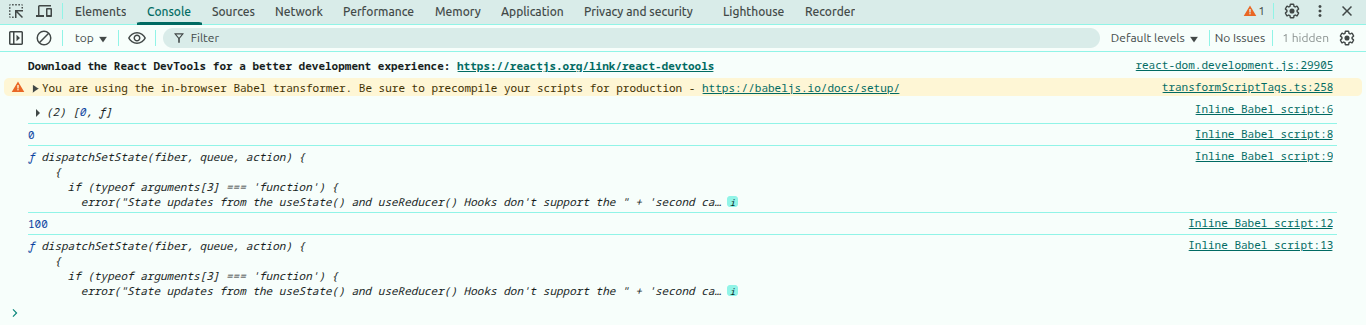 Elements Console Sources Network Performance Memory Application Privacy and security Lighthouse Recorder 1
top Filter Default levels No Issues 1 hidden
Download the React DevTools for a better development experience: https://reactjs.org/link/react-devtools react-dom.development.js:29905
You are using the in-browser Babel transformer. Be sure to precompile your scripts for production - https://babeljs.io/docs/setup/ transformScriptTags.ts:258
(2) [0, ƒ] Inline Babel script:6
0 Inline Babel script:8
ƒ dispatchSetState(fiber, queue, action) { Inline Babel script:9
{
if (typeof arguments[3] === 'function') {
error("State updates from the useState() and useReducer() Hooks don't support the " + 'second ca… i
100 Inline Babel script:12
ƒ dispatchSetState(fiber, queue, action) { Inline Babel script:13
{
if (typeof arguments[3] === 'function') {
error("State updates from the useState() and useReducer() Hooks don't support the " + 'second ca… i